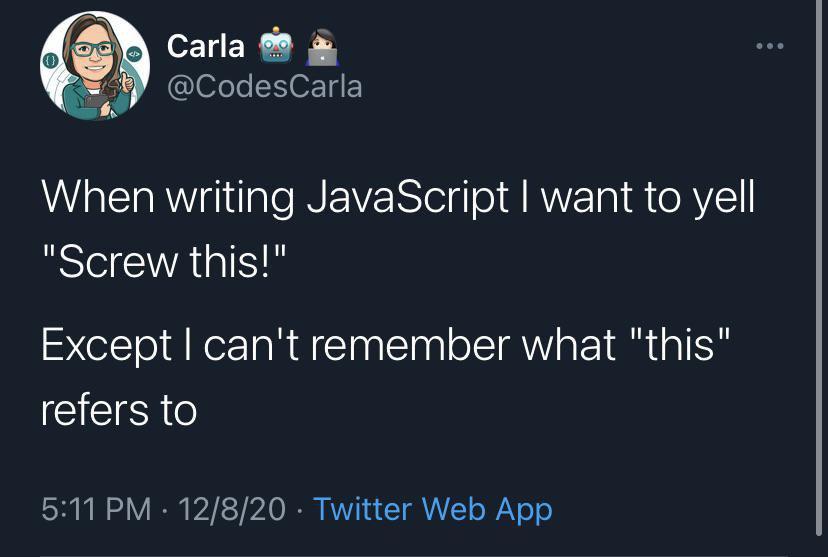 Carla 🤖 👩🏻‍💻
@CodesCarla
When writing JavaScript I want to yell
"Screw this!"
Except I can't remember what "this"
refers to
5:11 PM · 12/8/20 · Twitter Web App